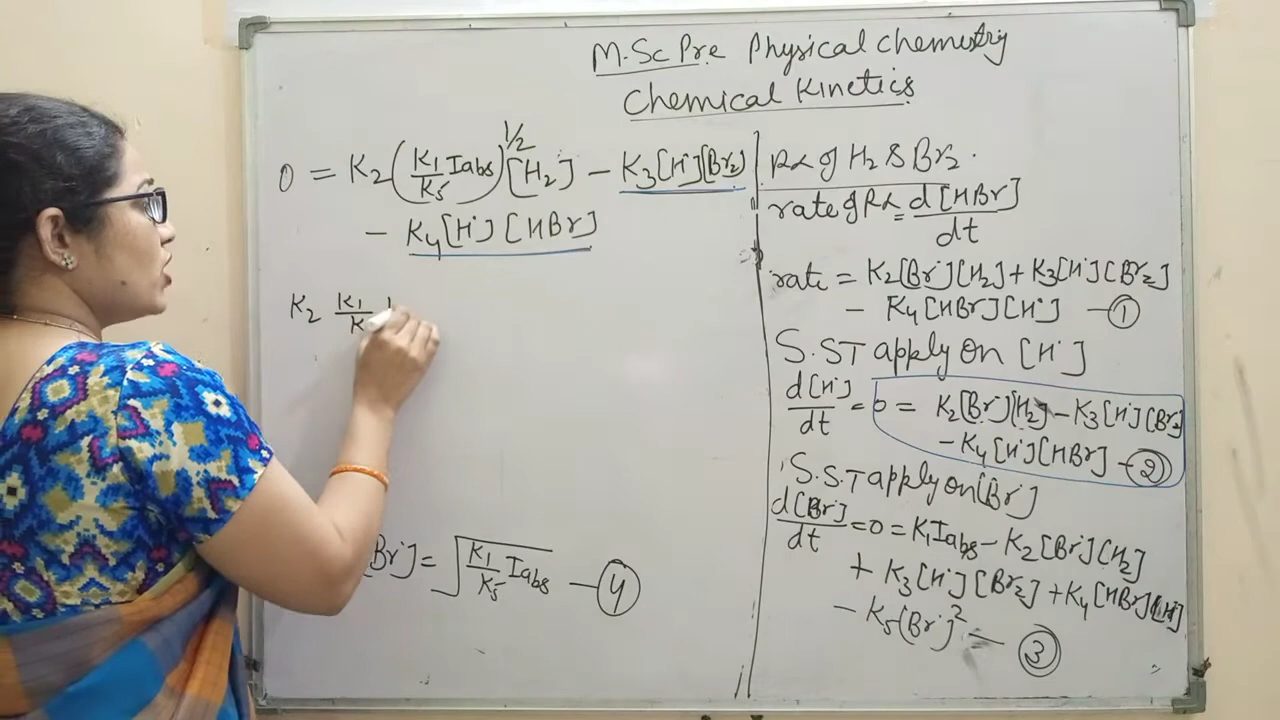 M.Sc Pre Physical Chemistry
Chemical Kinetics
0 = K₂(K₁/K₅ Iabs)^1/2 [H₂] − K₃[H˙][Br₂]
− K₄[H˙][HBr]
K₂ K₁/K
[Br˙] = √(K₁/K₅ Iabs) — ④
Rx of H₂ & Br₂.
rate of Rx = d[HBr]/dt
rate = K₂[Br˙][H₂] + K₃[H˙][Br₂]
− K₄[HBr][H˙] — ①
S.S.T apply on [H˙]
d[H˙]/dt = 0 = K₂[Br˙][H₂] − K₃[H˙][Br₂
− K₄[H˙][HBr] — ②
S.S.T apply on [Br˙]
d[Br˙]/dt = 0 = K₁Iabs − K₂[Br˙][H₂]
+ K₃[H˙][Br₂] + K₄[HBr][H˙]
− K₅[Br˙]² — ③